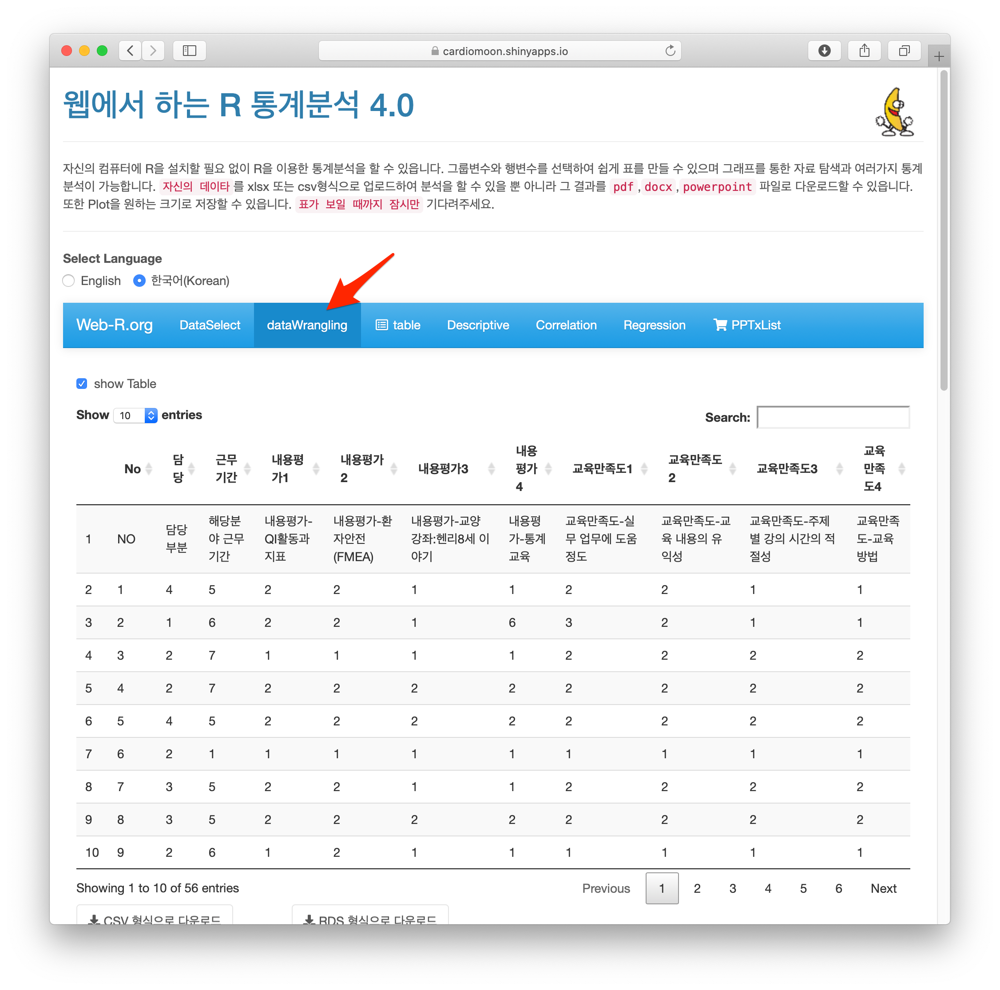 cardiomoon.shinyapps.io
웹에서 하는 R 통계분석 4.0
자신의 컴퓨터에 R을 설치할 필요 없이 R을 이용한 통계분석을 할 수 있읍니다. 그룹변수와 행변수를 선택하여 쉽게 표를 만들 수 있으며 그래프를 통한 자료 탐색과 여러가지 통계
분석이 가능합니다. 자신의 데이타 를 xlsx 또는 csv형식으로 업로드하여 분석을 할 수 있을 뿐 아니라 그 결과를 pdf , docx , powerpoint 파일로 다운로드할 수 있읍니다.
또한 Plot을 원하는 크기로 저장할 수 있읍니다. 표가 보일 때까지 잠시만 기다려주세요.
Select Language
English 한국어(Korean)
Web-R.org DataSelect dataWrangling table Descriptive Correlation Regression PPTxList
show Table
Show 10 entries Search:
No 담당 근무기간 내용평가1 내용평가2 내용평가3 내용평가4 교육만족도1 교육만족도2 교육만족도3 교육만족도4
1 NO 담당부분 해당분야 근무기간 내용평가-QI활동과 지표 내용평가-환자안전(FMEA) 내용평가-교양강좌:헨리8세 이야기 내용평가-통계교육 교육만족도-실무 업무에 도움정도 교육만족도-교육 내용의 유익성 교육만족도-주제별 강의 시간의 적절성 교육만족도-교육방법
2 1 4 5 2 2 1 1 2 2 1 1
3 2 1 6 2 2 1 6 3 2 1 1
4 3 2 7 1 1 1 1 2 2 2 2
5 4 2 7 2 2 2 2 2 2 2 2
6 5 4 5 2 2 2 2 2 2 2 2
7 6 2 1 1 1 1 1 1 1 1 1
8 7 3 5 2 2 1 1 2 2 2 2
9 8 3 5 2 2 2 2 2 2 2 2
10 9 2 6 1 2 1 1 1 1 1 1
Showing 1 to 10 of 56 entries Previous 1 2 3 4 5 6 Next
CSV 형식으로 다운로드 RDS 형식으로 다운로드